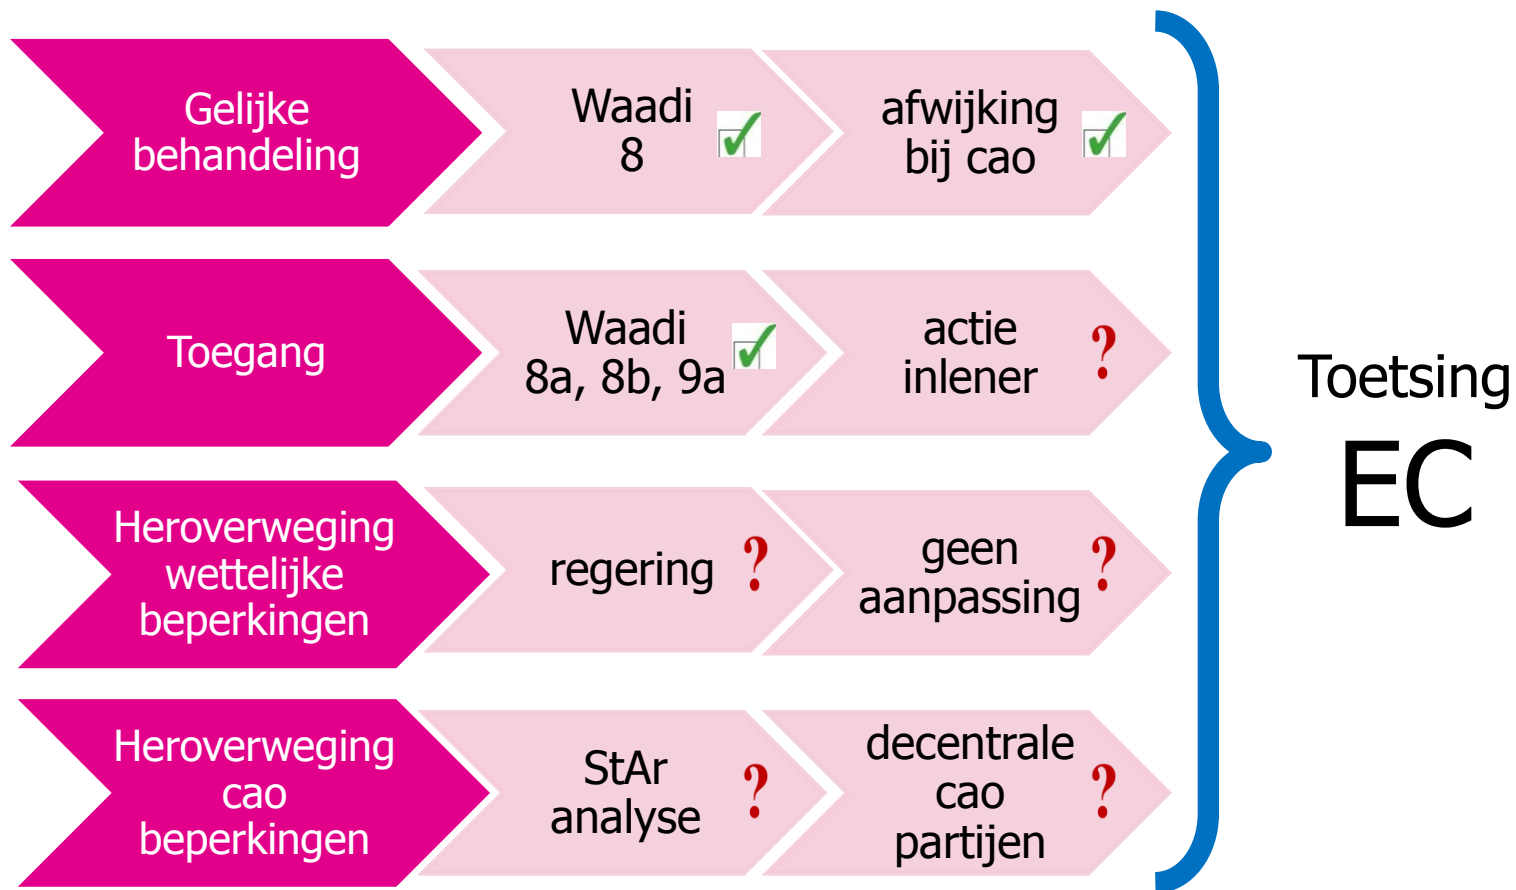 Gelijke
behandeling
Waadi
8
afwijking
bij cao
Toegang
Waadi
8a, 8b, 9a
actie
inlener
?
Heroverweging
wettelijke
beperkingen
regering
?
geen
aanpassing
?
Heroverweging
cao
beperkingen
StAr
analyse
?
decentrale
cao
partijen
?
Toetsing
EC